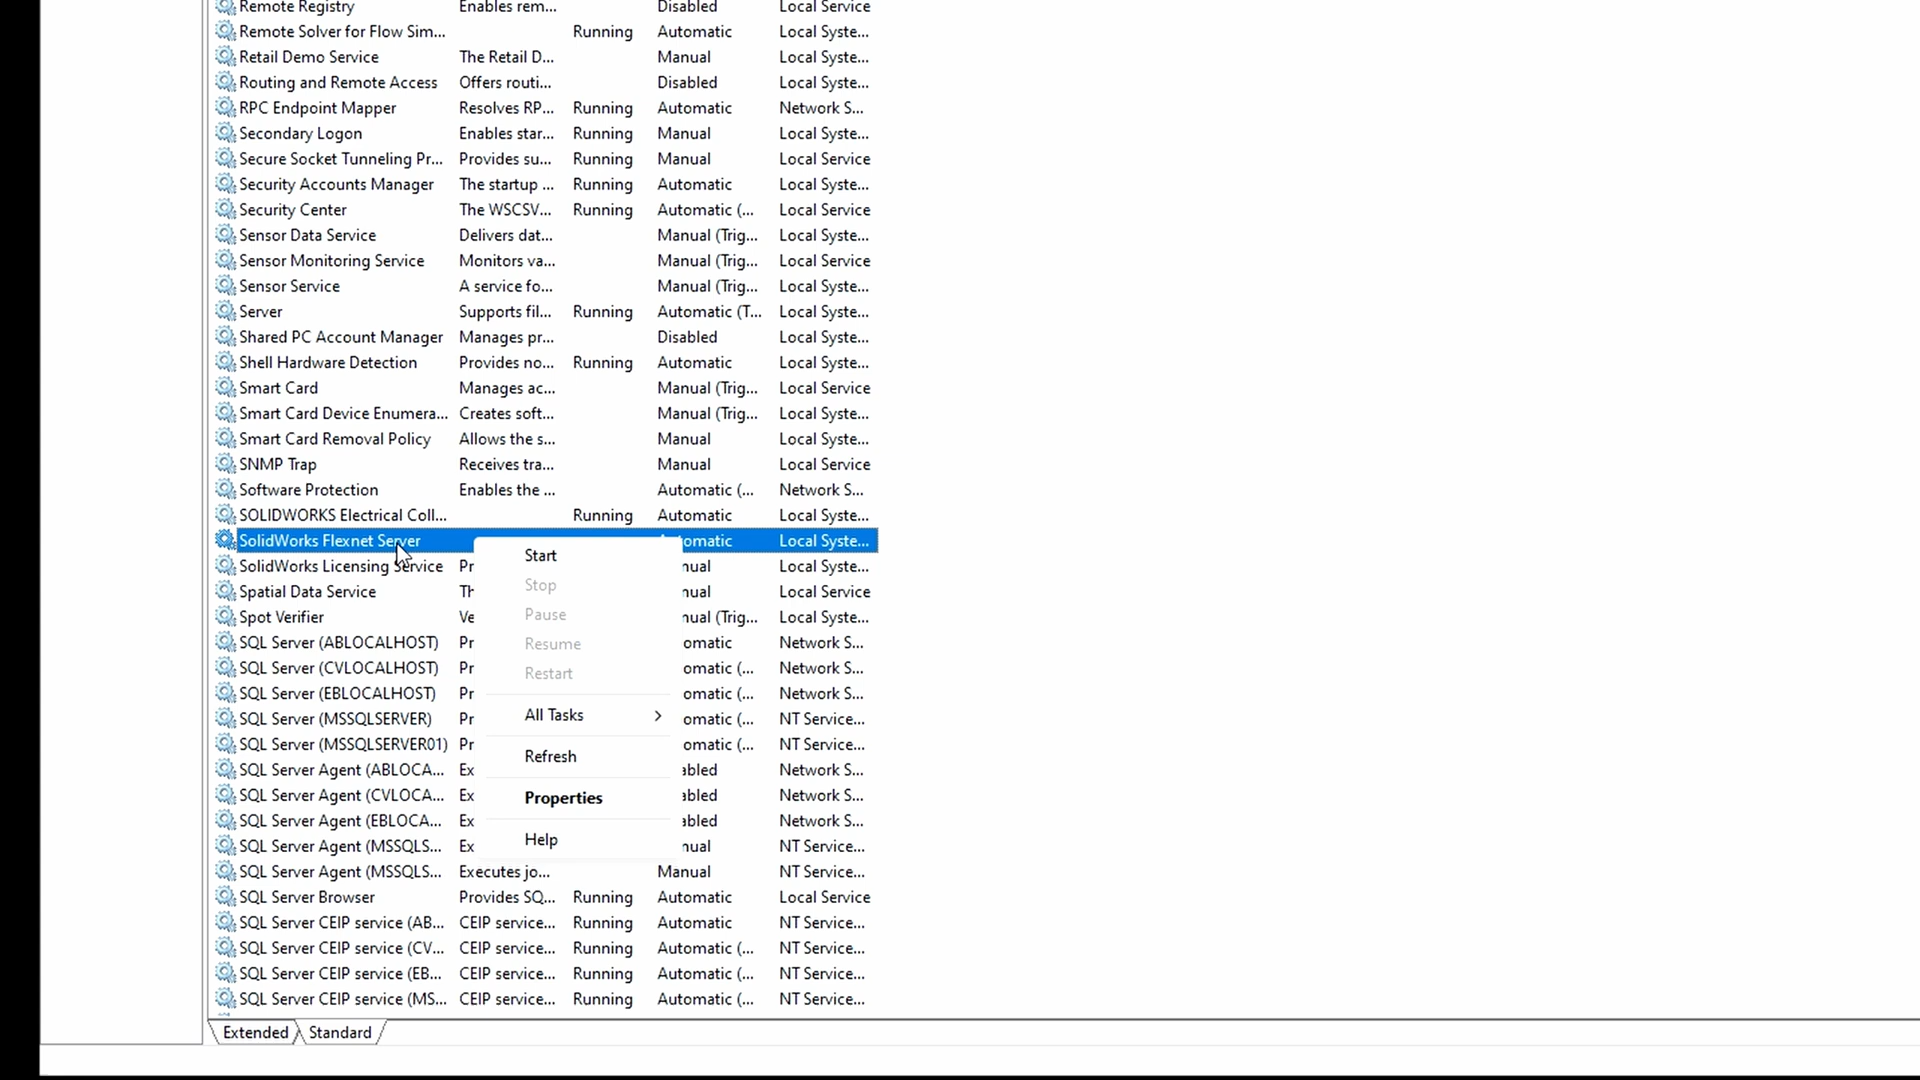 Remote Registry Enables rem... Disabled Local Service
Remote Solver for Flow Sim... Running Automatic Local Syste...
Retail Demo Service The Retail D... Manual Local Syste...
Routing and Remote Access Offers routi... Disabled Local Syste...
RPC Endpoint Mapper Resolves RP... Running Automatic Network S...
Secondary Logon Enables star... Running Manual Local Syste...
Secure Socket Tunneling Pr... Provides su... Running Manual Local Service
Security Accounts Manager The startup ... Running Automatic Local Syste...
Security Center The WSCSV... Running Automatic (... Local Service
Sensor Data Service Delivers dat... Manual (Trig... Local Syste...
Sensor Monitoring Service Monitors va... Manual (Trig... Local Service
Sensor Service A service fo... Manual (Trig... Local Syste...
Server Supports fil... Running Automatic (T... Local Syste...
Shared PC Account Manager Manages pr... Disabled Local Syste...
Shell Hardware Detection Provides no... Running Automatic Local Syste...
Smart Card Manages ac... Manual (Trig... Local Service
Smart Card Device Enumera... Creates soft... Manual (Trig... Local Syste...
Smart Card Removal Policy Allows the s... Manual Local Syste...
SNMP Trap Receives tra... Manual Local Service
Software Protection Enables the ... Automatic (... Network S...
SOLIDWORKS Electrical Coll... Running Automatic Local Syste...
SolidWorks Flexnet Server omatic Local Syste...
SolidWorks Licensing Service Pr nual Local Syste...
Spatial Data Service Th nual Local Service
Spot Verifier Ve nual (Trig... Local Syste...
SQL Server (ABLOCALHOST) Pr omatic Network S...
SQL Server (CVLOCALHOST) Pr omatic (... Network S...
SQL Server (EBLOCALHOST) Pr omatic (... Network S...
SQL Server (MSSQLSERVER) Pr omatic (... NT Service...
SQL Server (MSSQLSERVER01) Pr omatic (... NT Service...
SQL Server Agent (ABLOCA... Ex abled Network S...
SQL Server Agent (CVLOCA... Ex abled Network S...
SQL Server Agent (EBLOCA... Ex abled Network S...
SQL Server Agent (MSSQLS... Ex nual NT Service...
SQL Server Agent (MSSQLS... Executes jo... Manual NT Service...
SQL Server Browser Provides SQ... Running Automatic Local Service
SQL Server CEIP service (AB... CEIP service... Running Automatic NT Service...
SQL Server CEIP service (CV... CEIP service... Running Automatic (... NT Service...
SQL Server CEIP service (EB... CEIP service... Running Automatic (... NT Service...
SQL Server CEIP service (MS... CEIP service... Running Automatic (... NT Service...
Start
Stop
Pause
Resume
Restart
All Tasks
Refresh
Properties
Help
Extended Standard